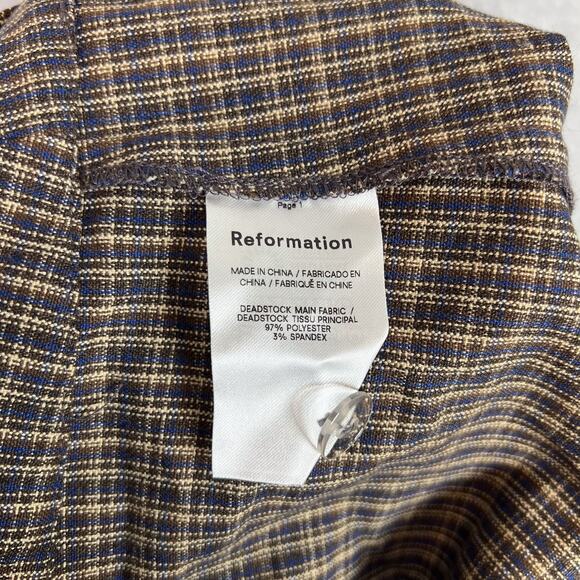 Page 1
Reformation
MADE IN CHINA / FABRICADO EN
CHINA / FABRIQUÉ EN CHINE
DEADSTOCK MAIN FABRIC /
DEADSTOCK TISSU PRINCIPAL
97% POLYESTER
3% SPANDEX